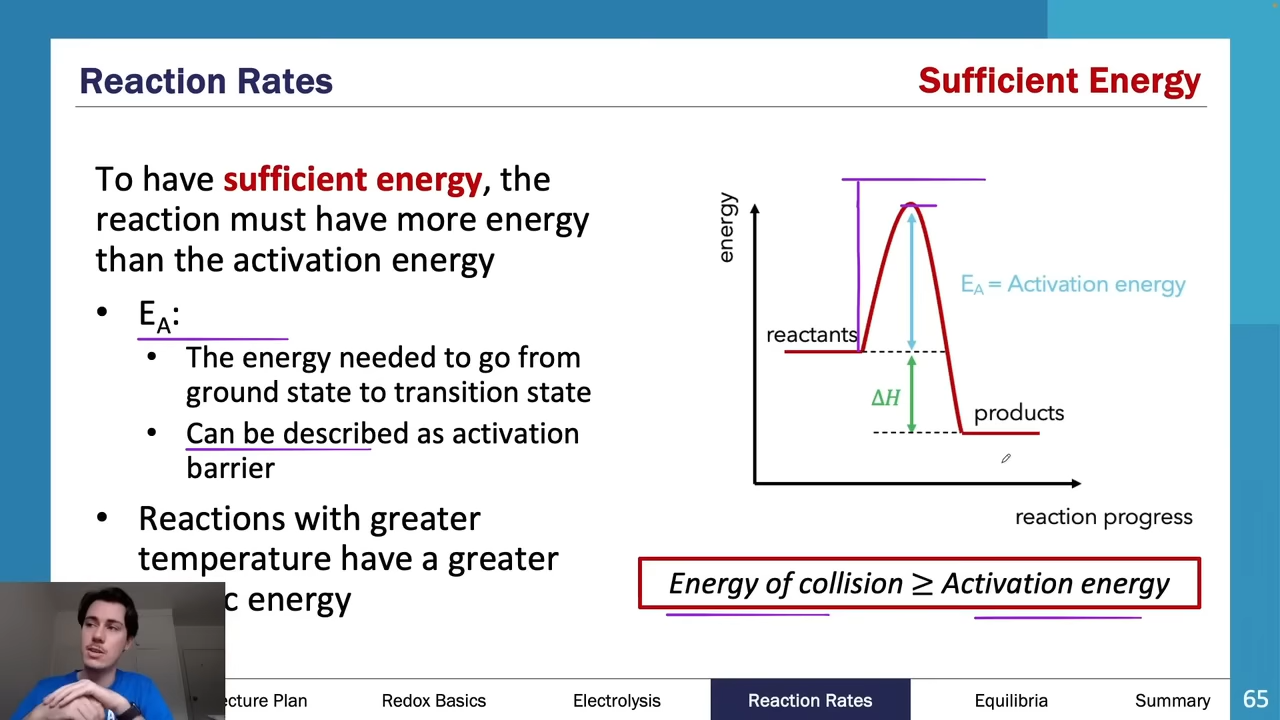 Reaction Rates
Sufficient Energy
To have sufficient energy, the
reaction must have more energy
than the activation energy
• EA:
• The energy needed to go from
ground state to transition state
• Can be described as activation
barrier
• Reactions with greater
temperature have a greater
c energy
energy
EA = Activation energy
reactants
ΔH
products
reaction progress
Energy of collision ≥ Activation energy
ecture Plan
Redox Basics
Electrolysis
Reaction Rates
Equilibria
Summary
65